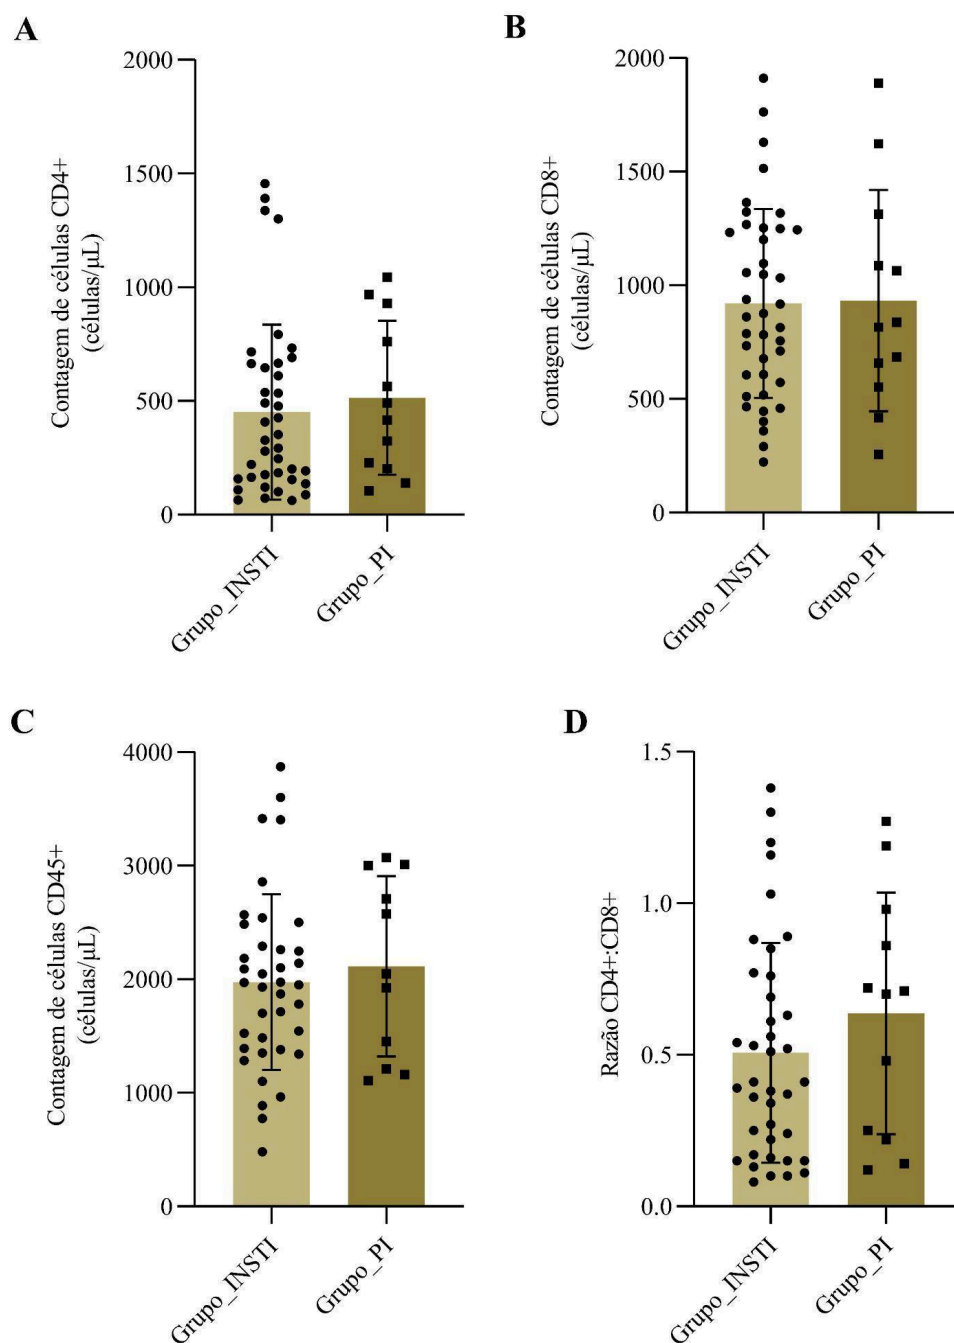 A
Contagem de células CD4+
(células/µL)
2000
1500
1000
500
0
Grupo_INSTI
Grupo_PI
B
Contagem de células CD8+
(células/µL)
2000
1500
1000
500
0
Grupo_INSTI
Grupo_PI
C
Contagem de células CD45+
(células/µL)
4000
3000
2000
1000
0
Grupo_INSTI
Grupo_PI
D
Razão CD4+:CD8+
1.5
1.0
0.5
0.0
Grupo_INSTI
Grupo_PI